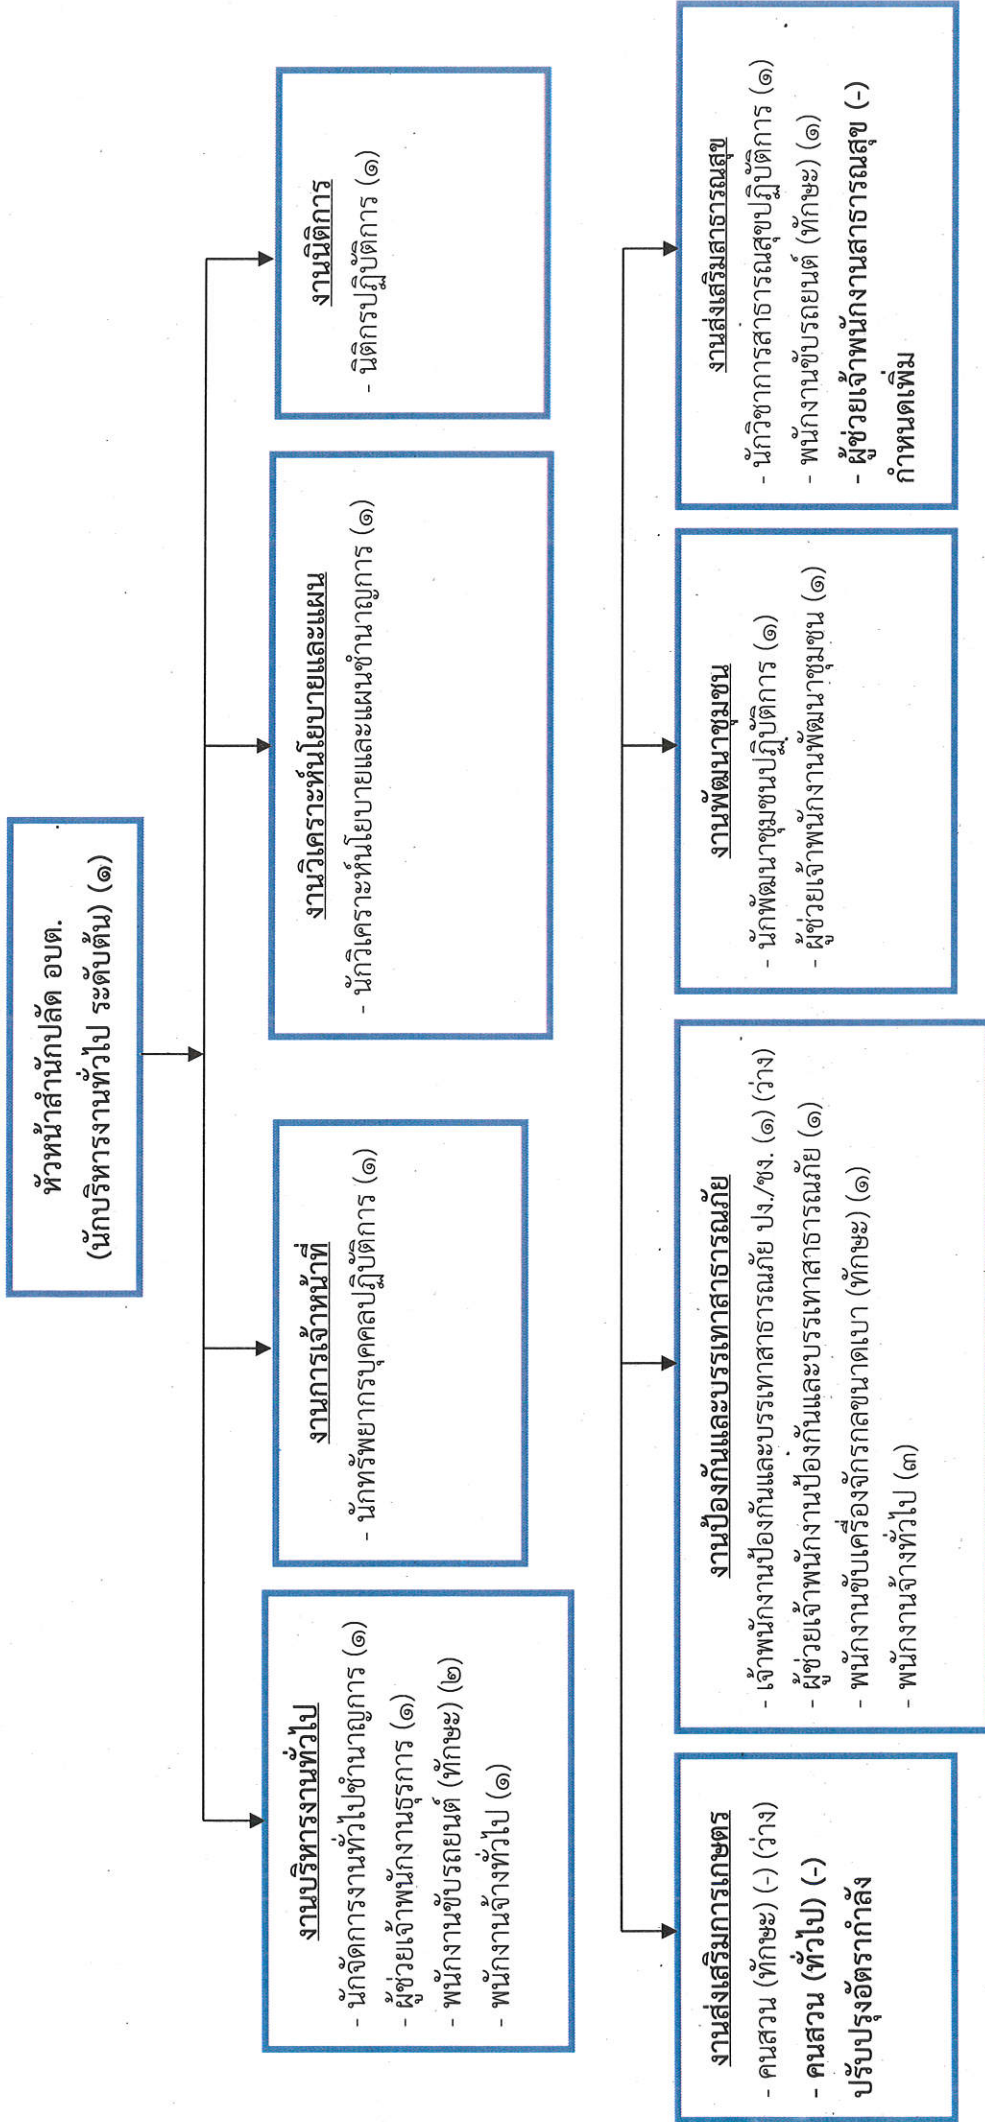 หัวหน้าสำนักปลัด อบต.
(นักบริหารงานทั่วไป ระดับต้น) (๑)
งานบริหารงานทั่วไป
- นักจัดการงานทั่วไปชำนาญการ (๑)
- ผู้ช่วยเจ้าพนักงานธุรการ (๑)
- พนักงานขับรถยนต์ (ทักษะ) (๒)
- พนักงานจ้างทั่วไป (๑)
งานการเจ้าหน้าที่
- นักทรัพยากรบุคคลปฏิบัติการ (๑)
งานวิเคราะห์นโยบายและแผน
- นักวิเคราะห์นโยบายและแผนชำนาญการ (๑)
งานนิติการ
- นิติกรปฏิบัติการ (๑)
งานส่งเสริมการเกษตร
- คนสวน (ทักษะ) (-) (ว่าง)
- คนสวน (ทั่วไป) (-)
ปรับปรุงอัตรากำลัง
งานป้องกันและบรรเทาสาธารณภัย
- เจ้าพนักงานป้องกันและบรรเทาสาธารณภัย ปง./ชง. (๑) (ว่าง)
- ผู้ช่วยเจ้าพนักงานป้องกันและบรรเทาสาธารณภัย (๑)
- พนักงานขับเครื่องจักรกลขนาดเบา (ทักษะ) (๑)
- พนักงานจ้างทั่วไป (๓)
งานพัฒนาชุมชน
- นักพัฒนาชุมชนปฏิบัติการ (๑)
- ผู้ช่วยเจ้าพนักงานพัฒนาชุมชน (๑)
งานส่งเสริมสาธารณสุข
- นักวิชาการสาธารณสุขปฏิบัติการ (๑)
- พนักงานขับรถยนต์ (ทักษะ) (๑)
- ผู้ช่วยเจ้าพนักงานสาธารณสุข (-)
กำหนดเพิ่ม